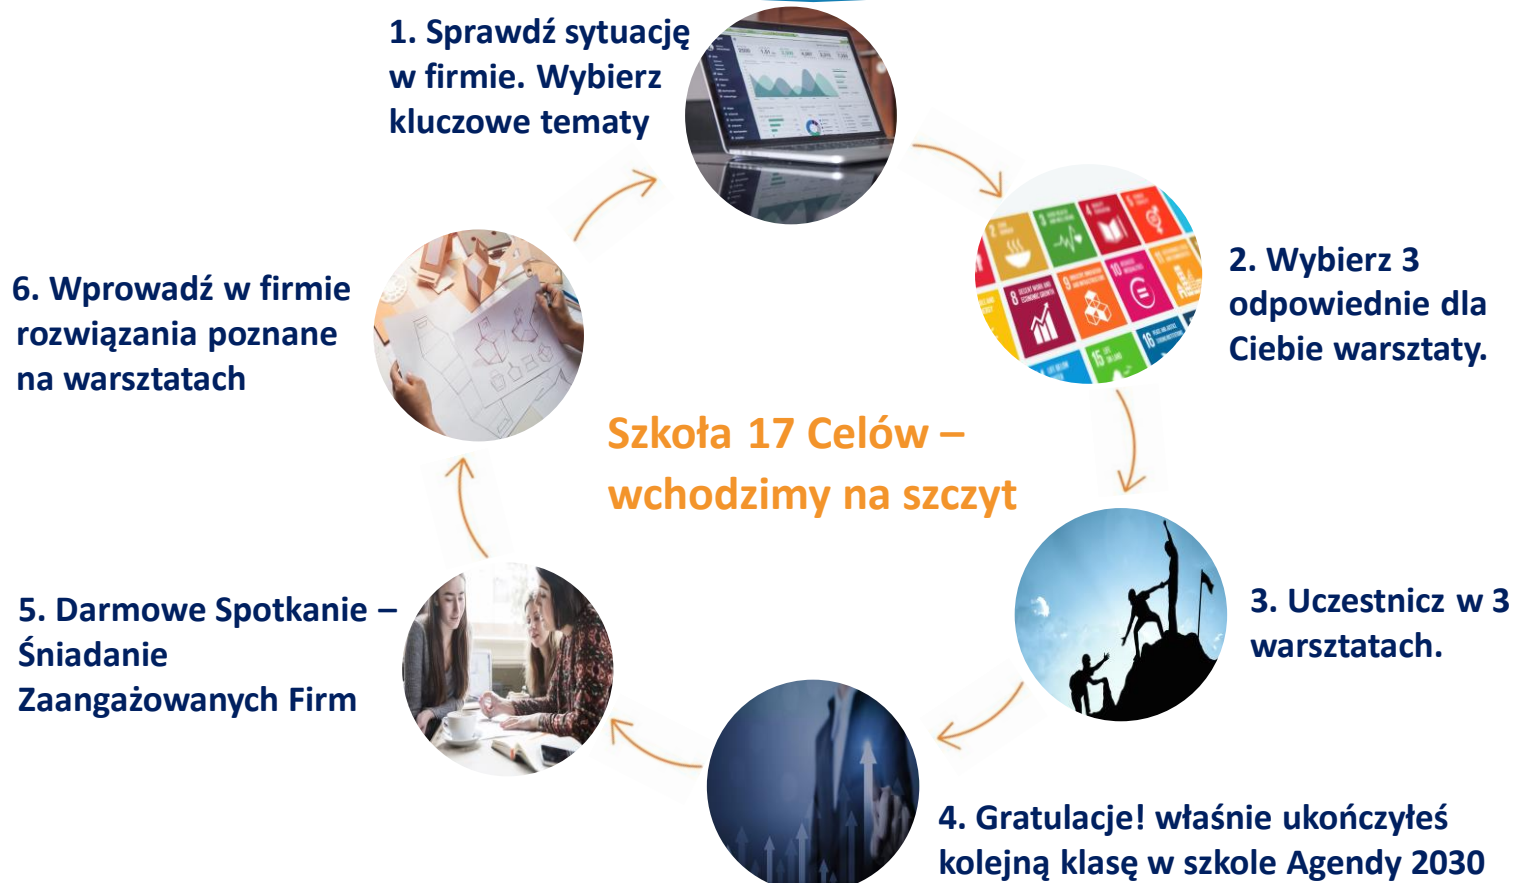 1. Sprawdź sytuację
w firmie. Wybierz
kluczowe tematy
2. Wybierz 3
odpowiednie dla
Ciebie warsztaty.
3. Uczestnicz w 3
warsztatach.
4. Gratulacje! właśnie ukończyłeś
kolejną klasę w szkole Agendy 2030
5. Darmowe Spotkanie –
Śniadanie
Zaangażowanych Firm
6. Wprowadź w firmie
rozwiązania poznane
na warsztatach
Szkoła 17 Celów –
wchodzimy na szczyt